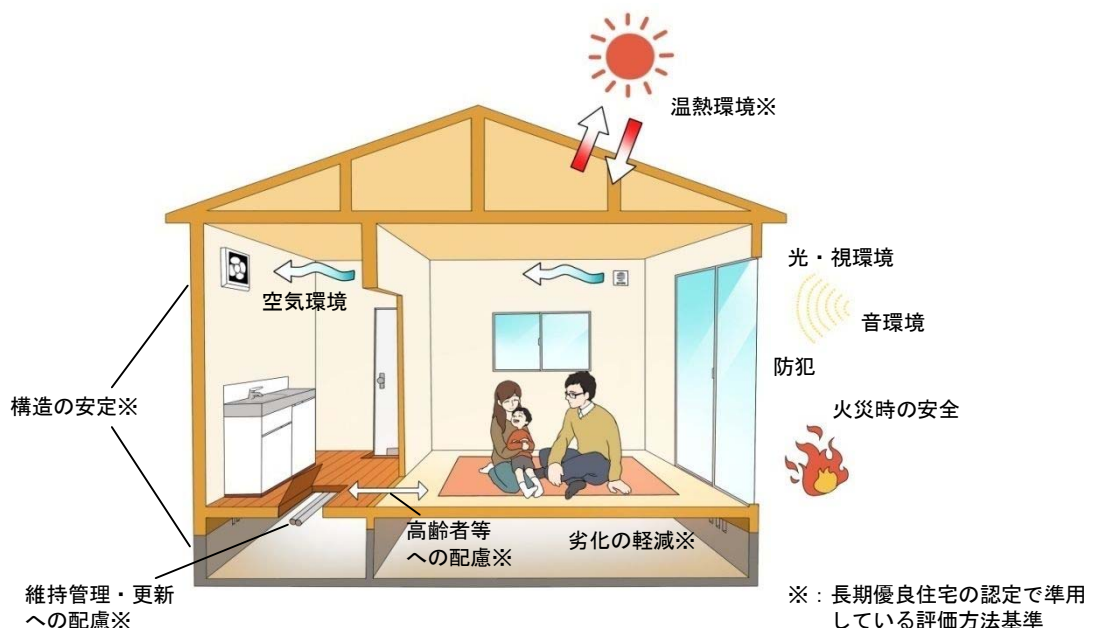 温熱環境※
光・視環境
空気環境
音環境
防犯
構造の安定※
火災時の安全
高齢者等
への配慮※
劣化の軽減※
維持管理・更新
への配慮※
※：長期優良住宅の認定で準用
している評価方法基準